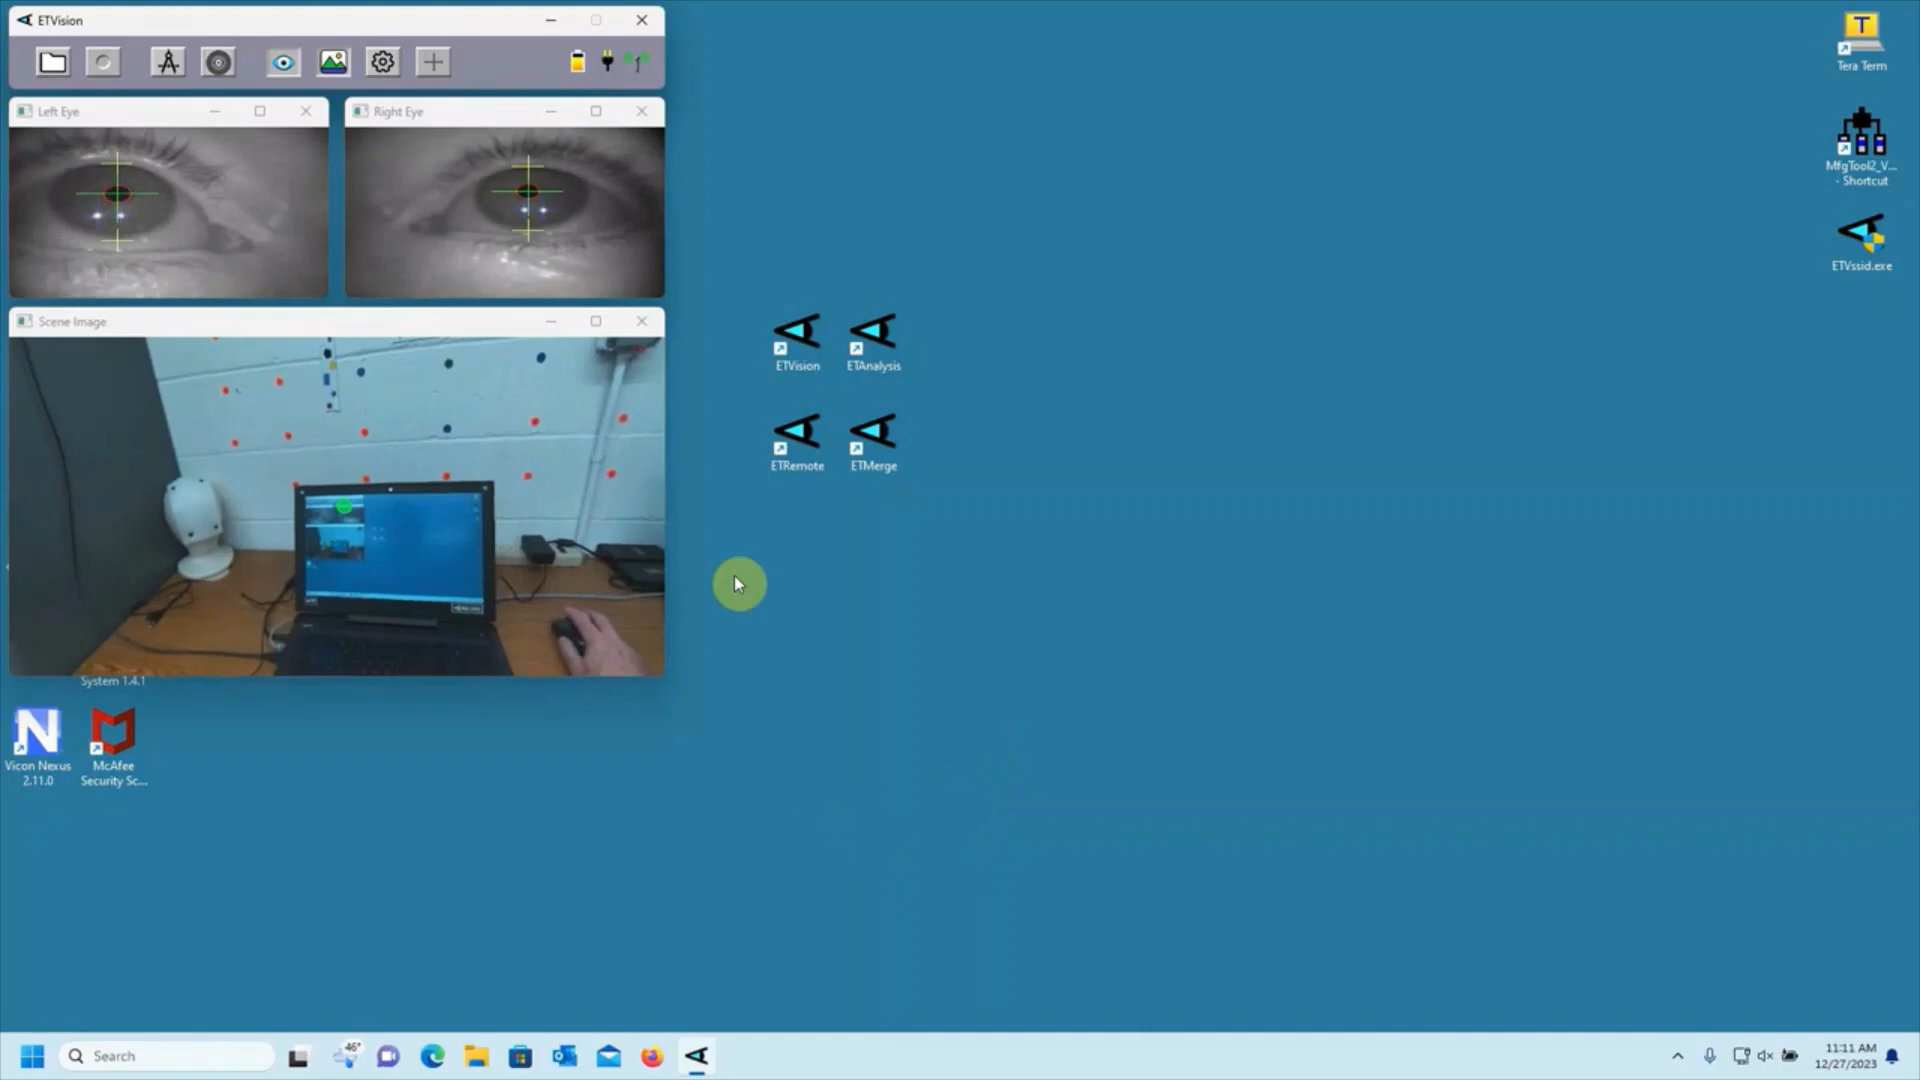 ETVision
Left Eye
Right Eye
Scene Image
System 1.4.1
Vicon Nexus
2.11.0
McAfee
Security Sc...
ETVision
ETAnalysis
ETRemote
ETMerge
T
Tera Term
MfgTool2_V...
- Shortcut
ETVssid.exe
Search
46°
11:11 AM
12/27/2023